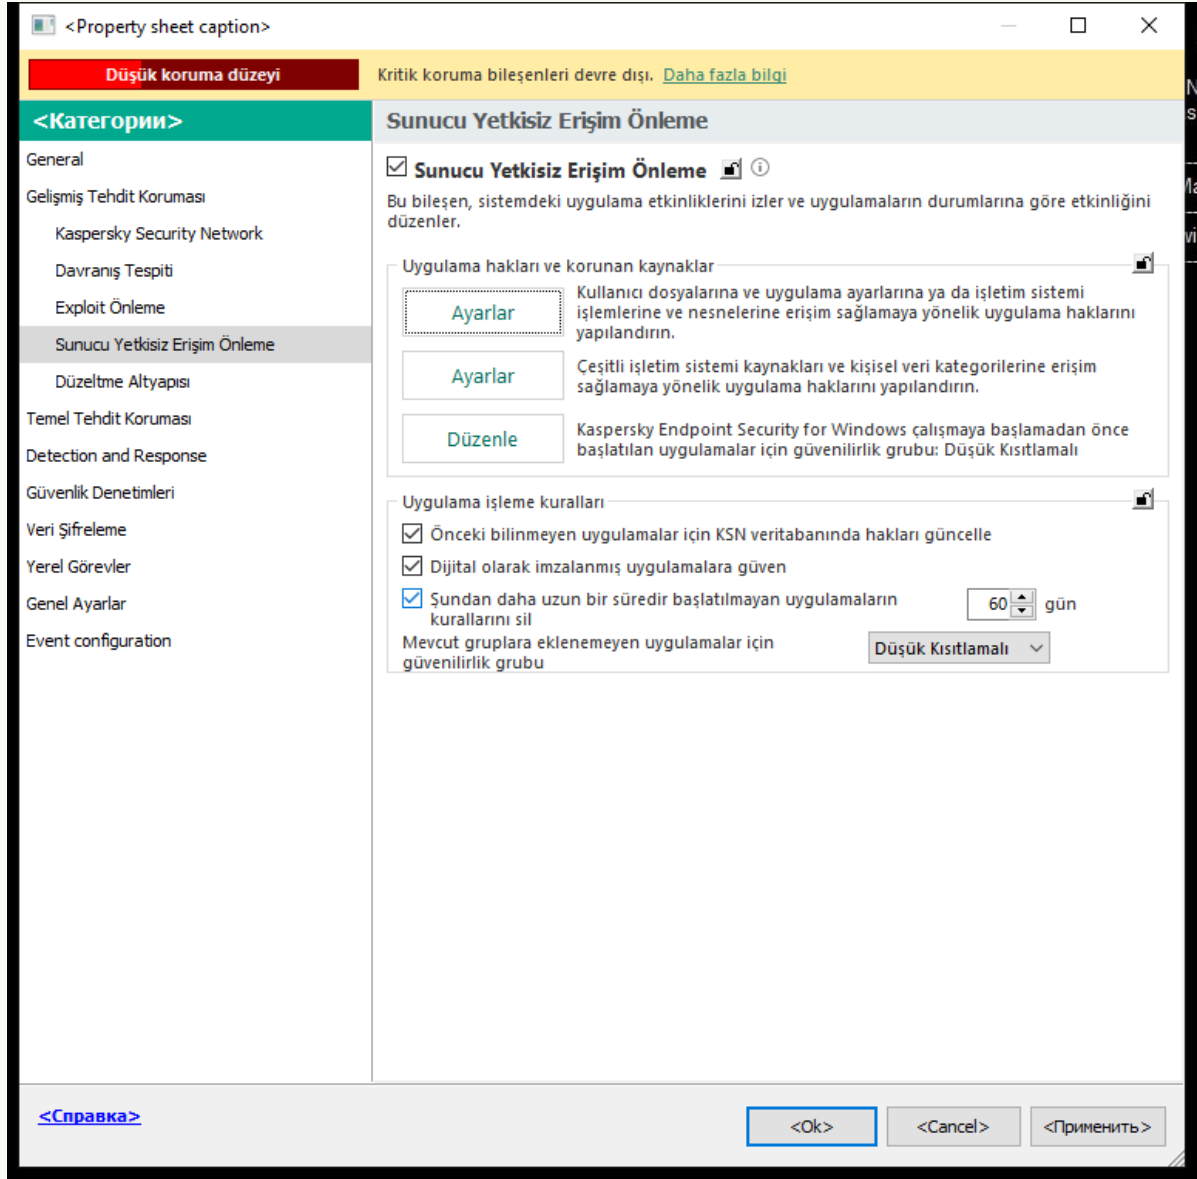 <Property sheet caption>
Düşük koruma düzeyi
Kritik koruma bileşenleri devre dışı. Daha fazla bilgi
<Категории>
General
Gelişmiş Tehdit Koruması
Kaspersky Security Network
Davranış Tespiti
Exploit Önleme
Sunucu Yetkisiz Erişim Önleme
Düzeltme Altyapısı
Temel Tehdit Koruması
Detection and Response
Güvenlik Denetimleri
Veri Şifreleme
Yerel Görevler
Genel Ayarlar
Event configuration
Sunucu Yetkisiz Erişim Önleme
Sunucu Yetkisiz Erişim Önleme
Bu bileşen, sistemdeki uygulama etkinliklerini izler ve uygulamaların durumlarına göre etkinliğini
düzenler.
Uygulama hakları ve korunan kaynaklar
Ayarlar
Kullanıcı dosyalarına ve uygulama ayarlarına ya da işletim sistemi
işlemlerine ve nesnelerine erişim sağlamaya yönelik uygulama haklarını
yapılandırın.
Ayarlar
Çeşitli işletim sistemi kaynakları ve kişisel veri kategorilerine erişim
sağlamaya yönelik uygulama haklarını yapılandırın.
Düzenle
Kaspersky Endpoint Security for Windows çalışmaya başlamadan önce
başlatılan uygulamalar için güvenilirlik grubu: Düşük Kısıtlamalı
Uygulama işleme kuralları
Önceki bilinmeyen uygulamalar için KSN veritabanında hakları güncelle
Dijital olarak imzalanmış uygulamalara güven
Şundan daha uzun bir süredir başlatılmayan uygulamaların
kurallarını sil
60 gün
Mevcut gruplara eklenemeyen uygulamalar için
güvenilirlik grubu
Düşük Kısıtlamalı
<Справка>
<Ok>
<Cancel>
<Применить>